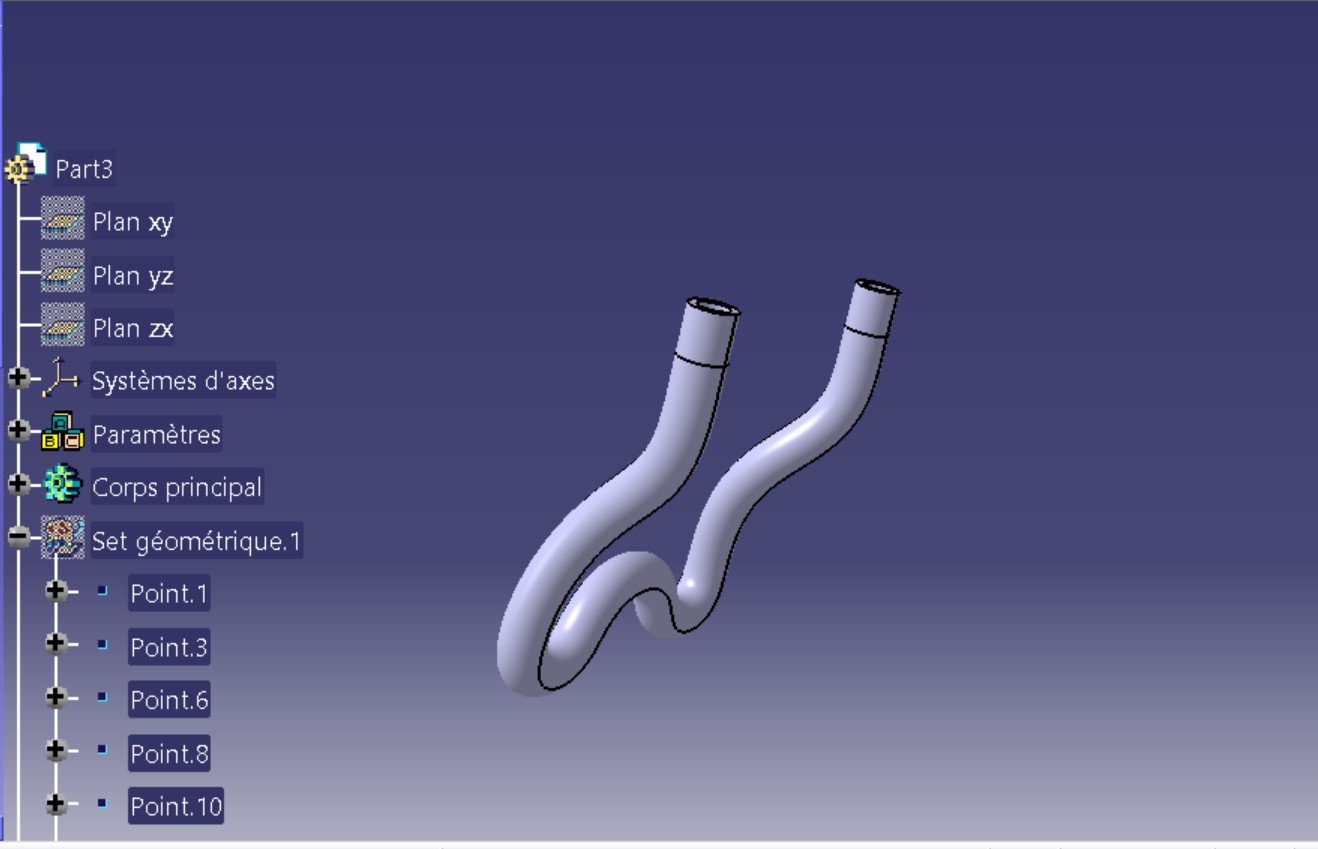 Part3
Plan xy
Plan yz
Plan zx
Systèmes d'axes
Paramètres
Corps principal
Set géométrique.1
Point.1
Point.3
Point.6
Point.8
Point.10